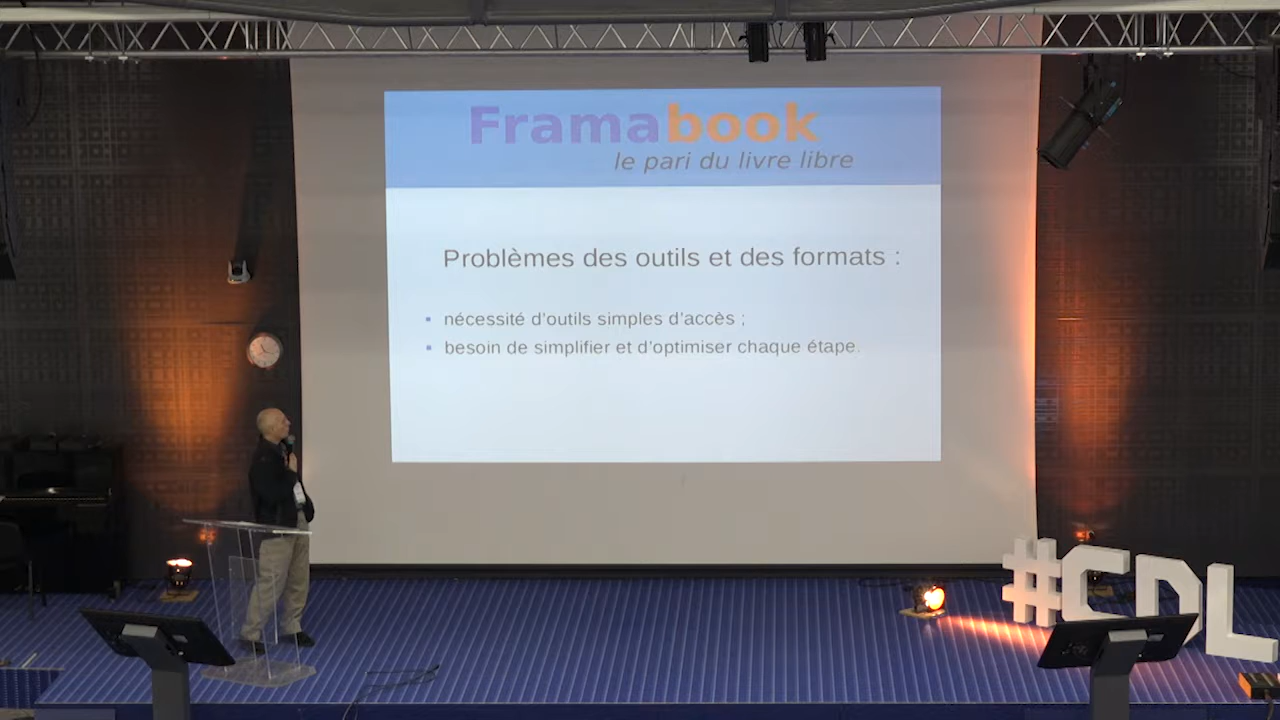 Framabook
le pari du livre libre
Problèmes des outils et des formats :
nécessité d'outils simples d'accès ;
besoin de simplifier et d'optimiser chaque étape.
#CDL